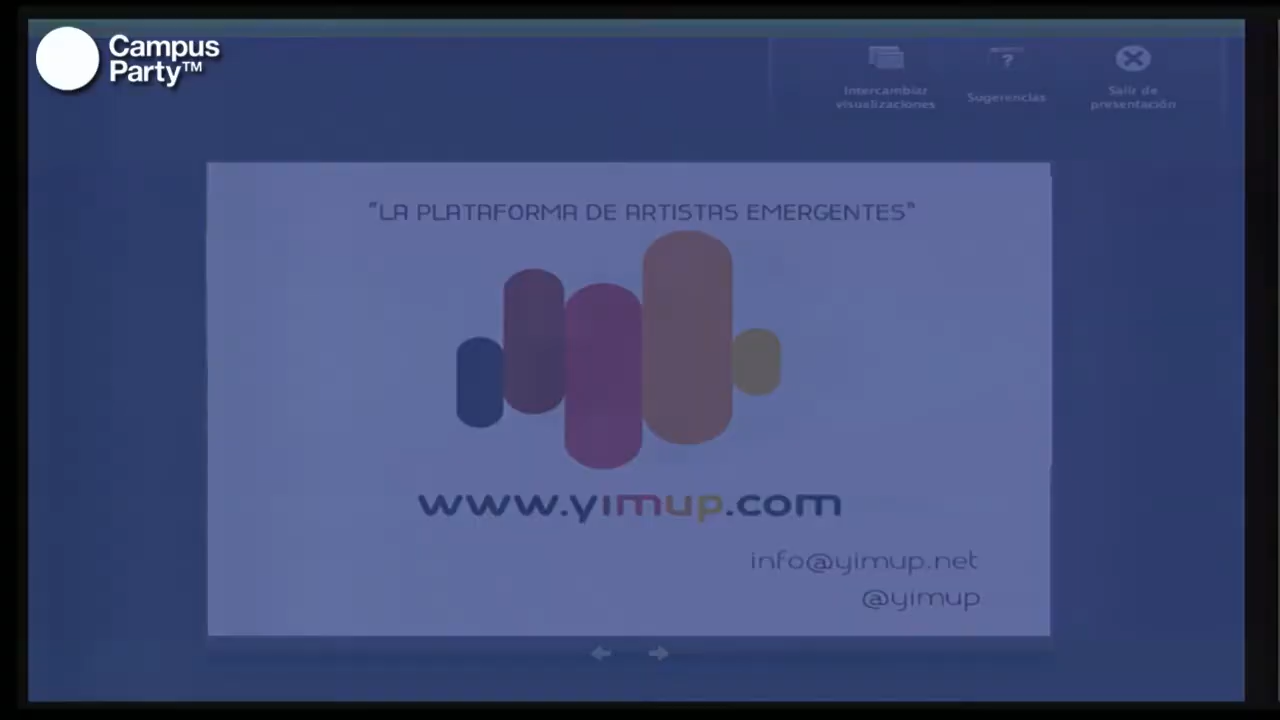 Campus
Party™
Intercambiar
visualizaciones
?
Sugerencias
Salir de
presentación
"LA PLATAFORMA DE ARTISTAS EMERGENTES"
www.yimup.com
info@yimup.net
@yimup